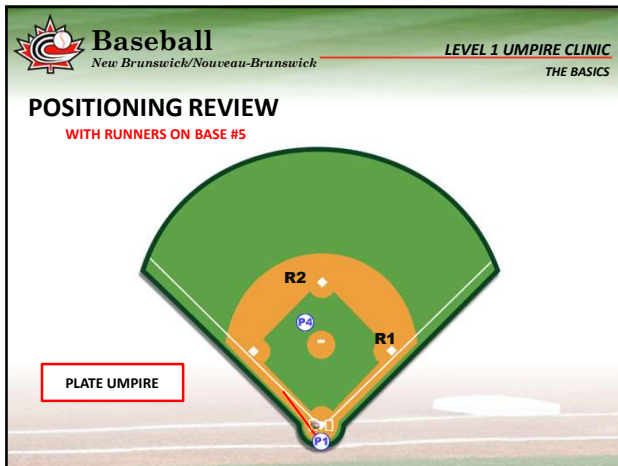 Baseball
New Brunswick/Nouveau-Brunswick
LEVEL 1 UMPIRE CLINIC
THE BASICS
POSITIONING REVIEW
WITH RUNNERS ON BASE #5
R2
P4
R1
PLATE UMPIRE
P1